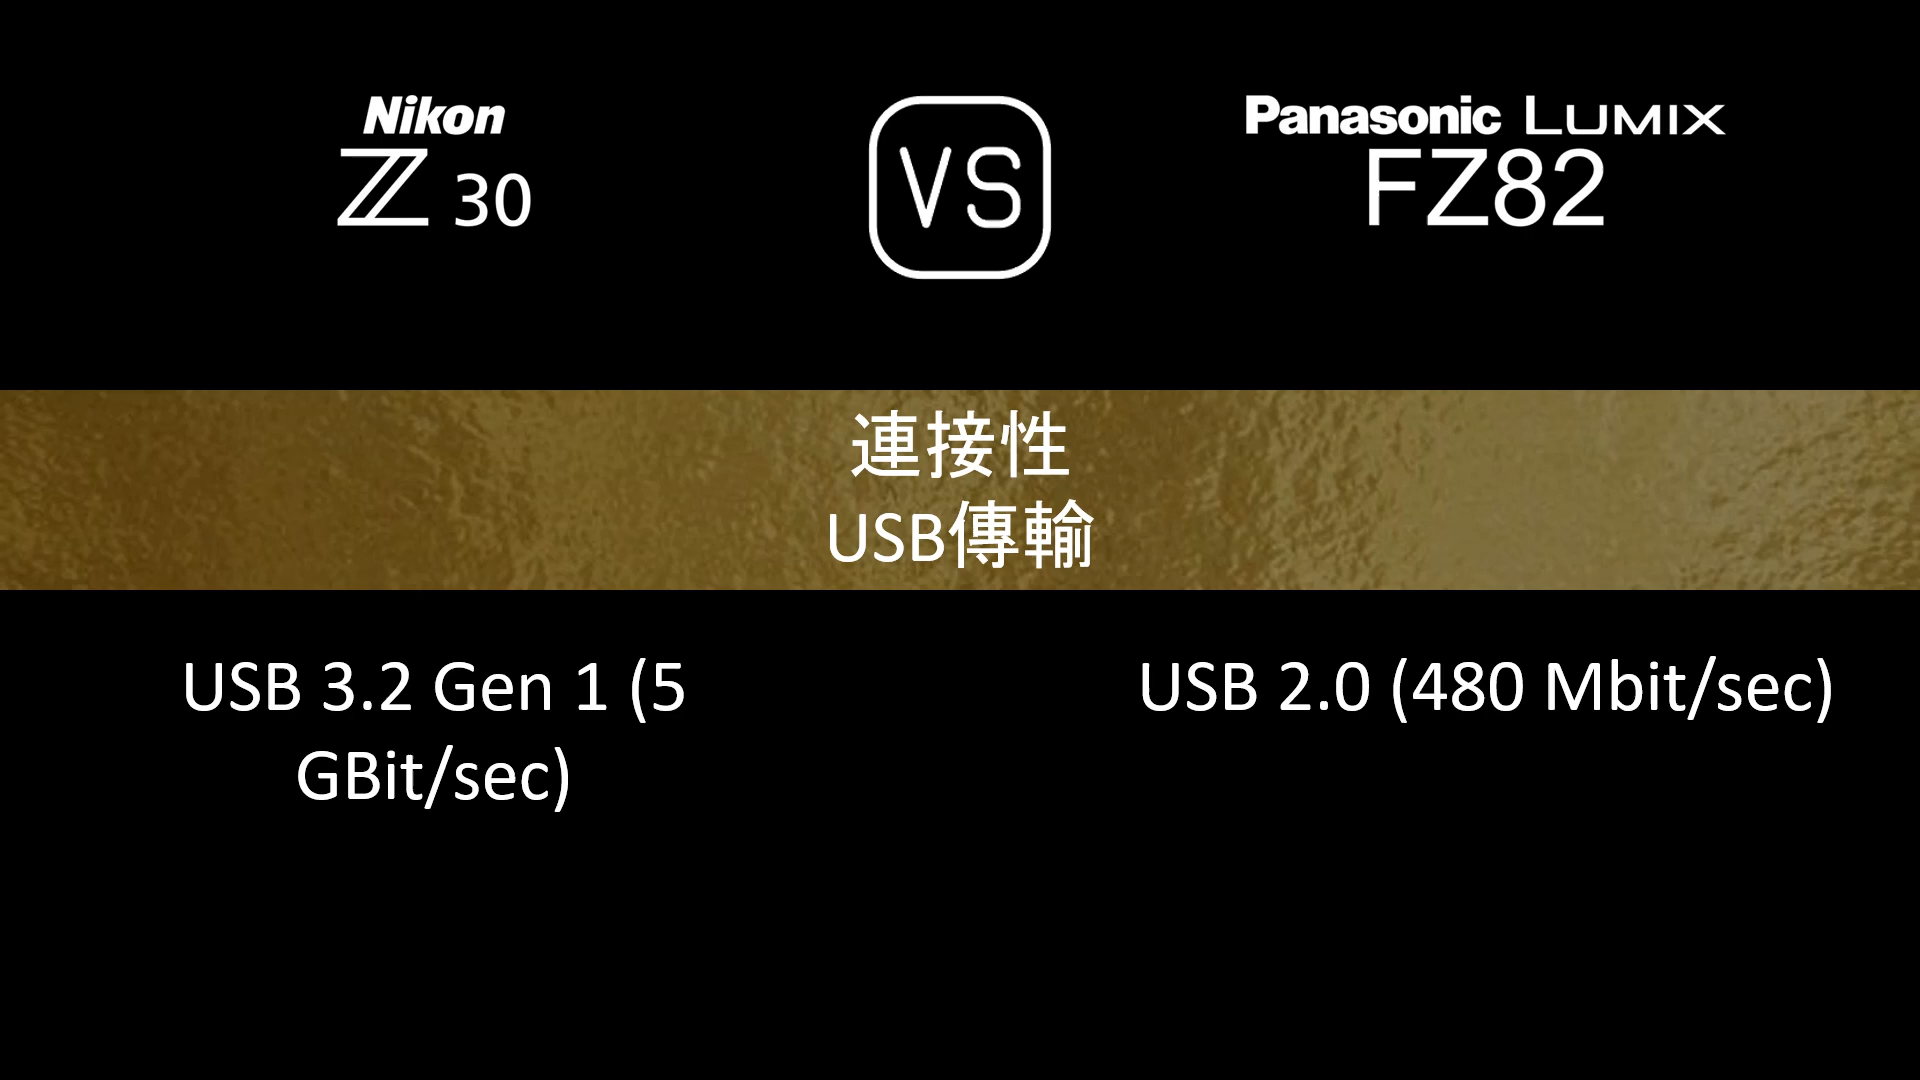 Nikon
Z 30
VS
Panasonic LUMIX
FZ82
連接性
USB傳輸
USB 3.2 Gen 1 (5
GBit/sec)
USB 2.0 (480 Mbit/sec)